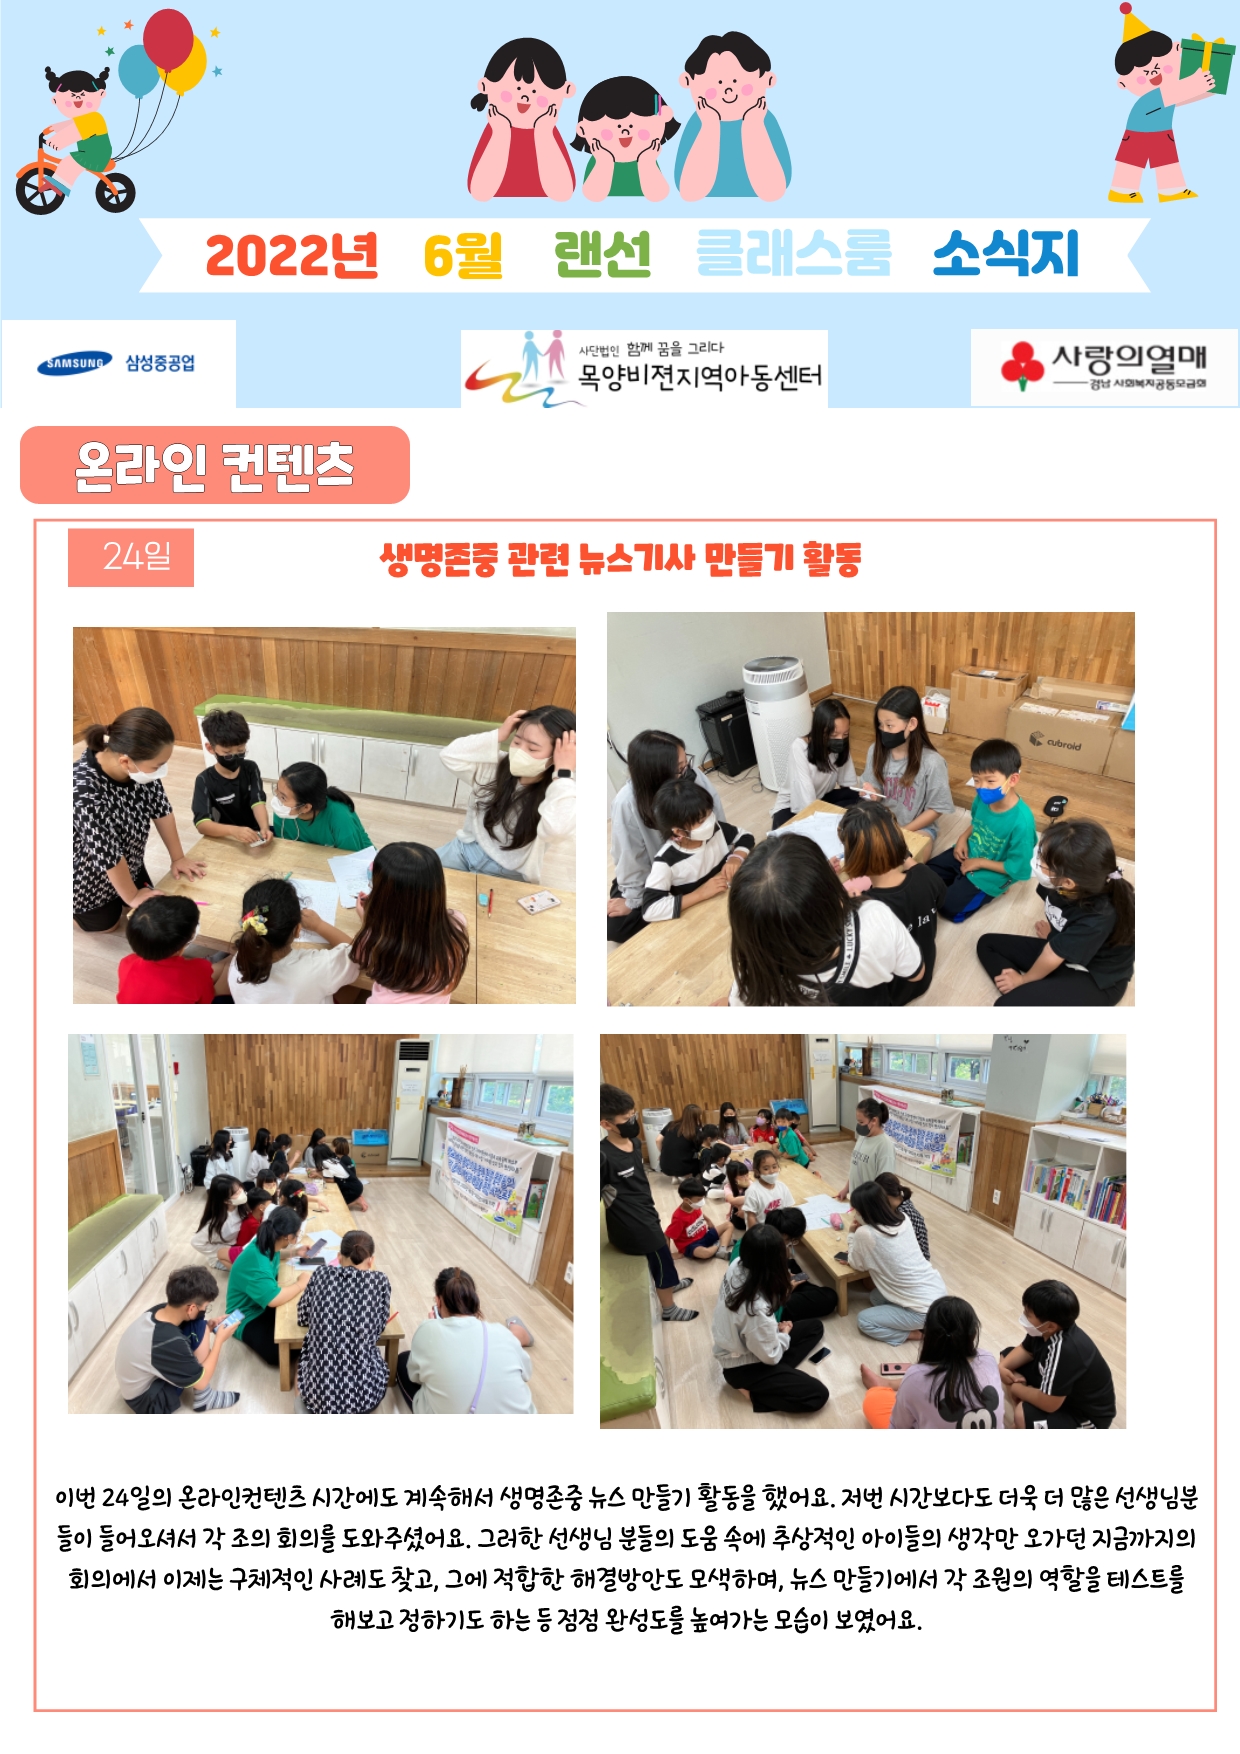 2022년 6월 랜선 클래스룸 소식지
SAMSUNG 삼성중공업
사단법인 함께 꿈을 그리다
목양비젼지역아동센터
사랑의열매
경남 사회복지공동모금회
온라인 컨텐츠
24일
생명존중 관련 뉴스기사 만들기 활동
cubroid
이번 24일의 온라인컨텐츠 시간에도 계속해서 생명존중 뉴스 만들기 활동을 했어요. 저번 시간보다도 더욱 더 많은 선생님분
들이 들어오셔서 각 조의 회의를 도와주셨어요. 그러한 선생님 분들의 도움 속에 추상적인 아이들의 생각만 오가던 지금까지의
회의에서 이제는 구체적인 사례도 찾고, 그에 적합한 해결방안도 모색하며, 뉴스 만들기에서 각 조원의 역할을 테스트를
해보고 정하기도 하는 등 점점 완성도를 높여가는 모습이 보였어요.